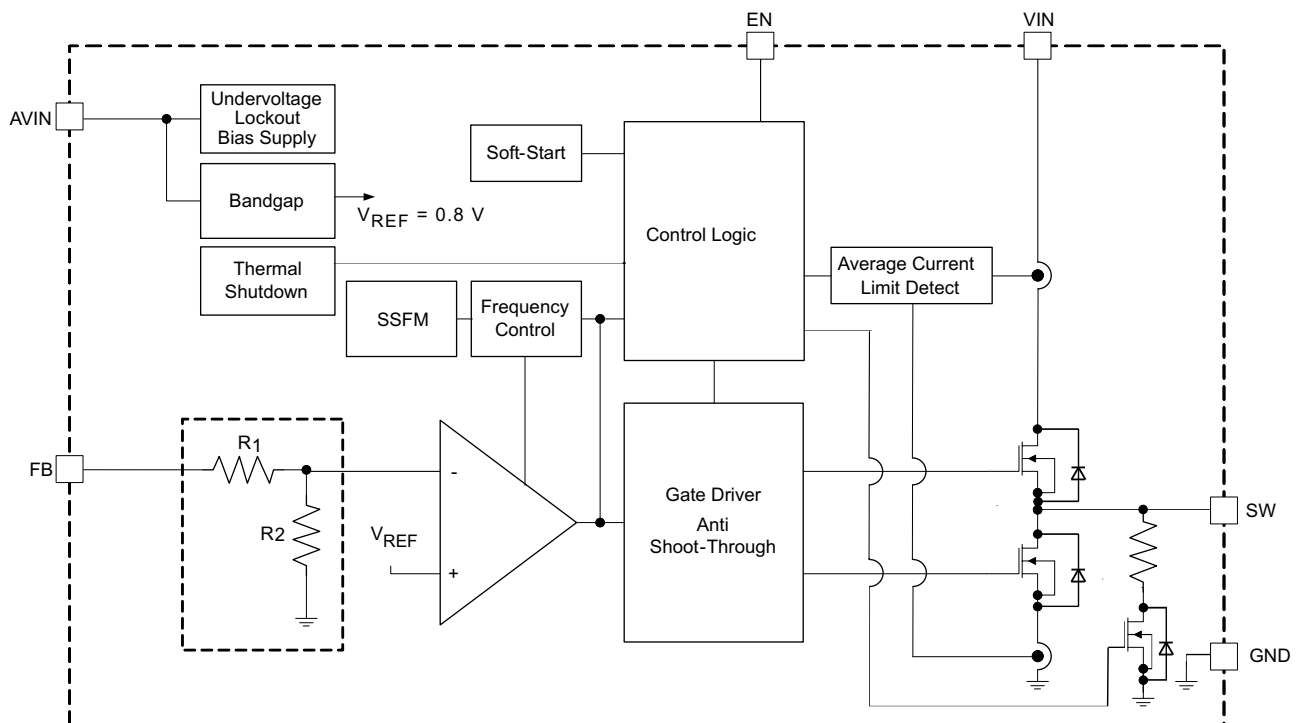 EN
VIN
AVIN
Undervoltage
Lockout
Bias Supply
Soft-Start
Bandgap
VREF = 0.8 V
Control Logic
Thermal
Shutdown
Average Current
Limit Detect
SSFM
Frequency
Control
FB
R1
R2
-
VREF
+
Gate Driver
Anti
Shoot-Through
SW
GND